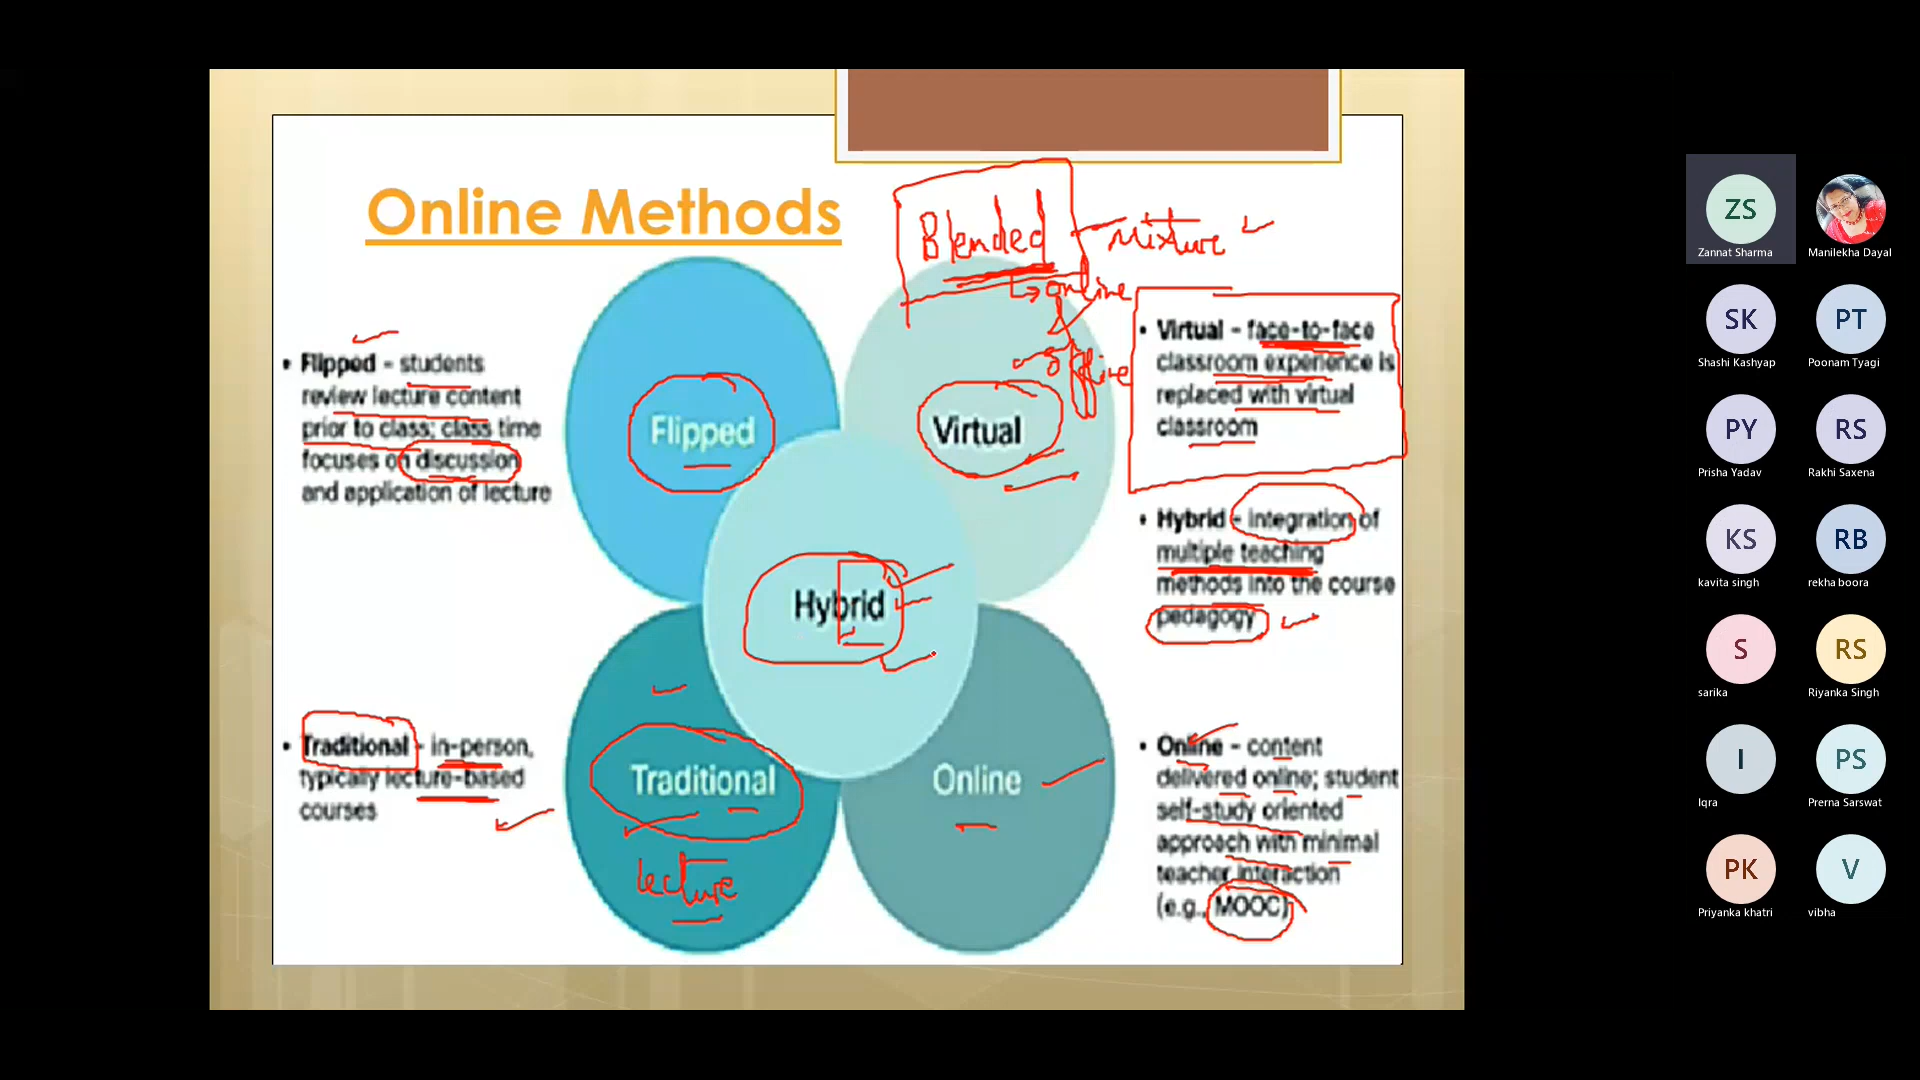 Online Methods
Blended
mixture
online
offline
• Flipped - students
review lecture content
prior to class; class time
focuses on discussion
and application of lecture
Flipped
Virtual
• Virtual - face-to-face
classroom experience is
replaced with virtual
classroom
Hybrid
• Hybrid - integration of
multiple teaching
methods into the course
pedagogy
• Traditional - in-person,
typically lecture-based
courses
Traditional
lecture
Online
• Online - content
delivered online; student
self-study oriented
approach with minimal
teacher interaction
(e.g., MOOC)
ZS
Zannat Sharma
Manilekha Dayal
SK
Shashi Kashyap
PT
Poonam Tyagi
PY
Prisha Yadav
RS
Rakhi Saxena
KS
kavita singh
RB
rekha boora
S
sarika
RS
Riyanka Singh
I
Iqra
PS
Prerna Sarswat
PK
Priyanka khatri
V
vibha